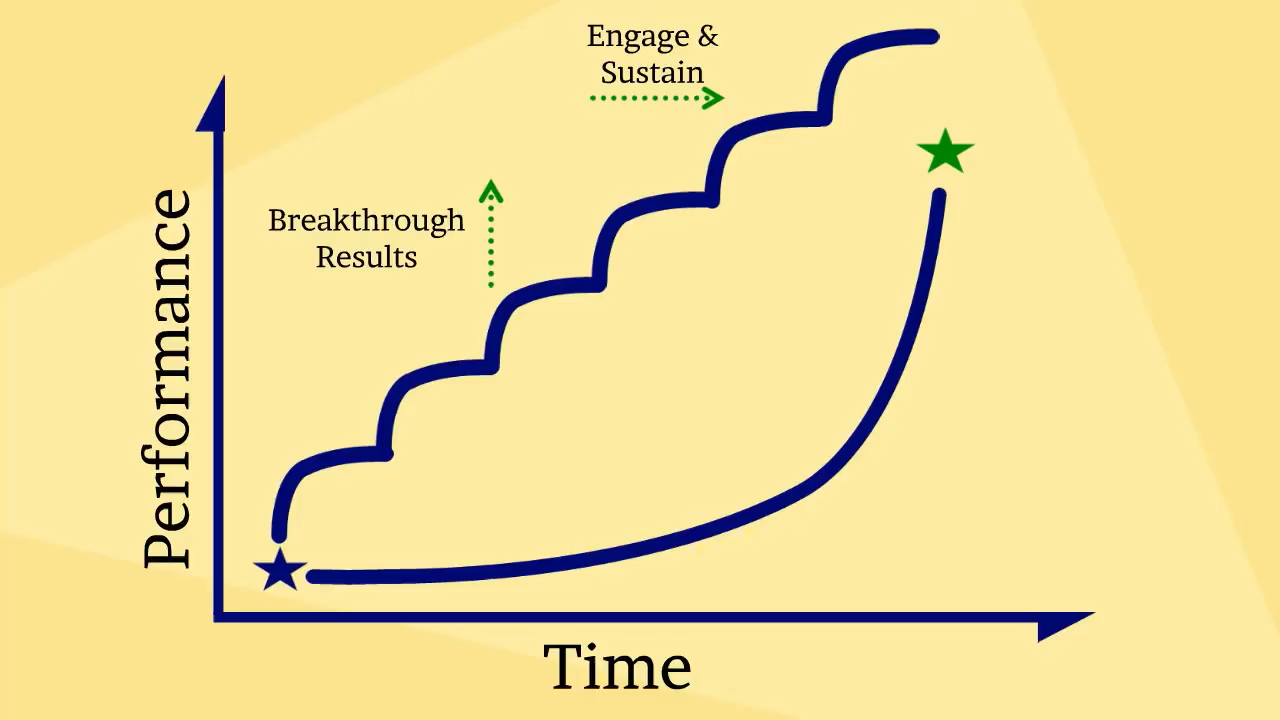 Engage &
Sustain
Breakthrough
Results
Performance
Time